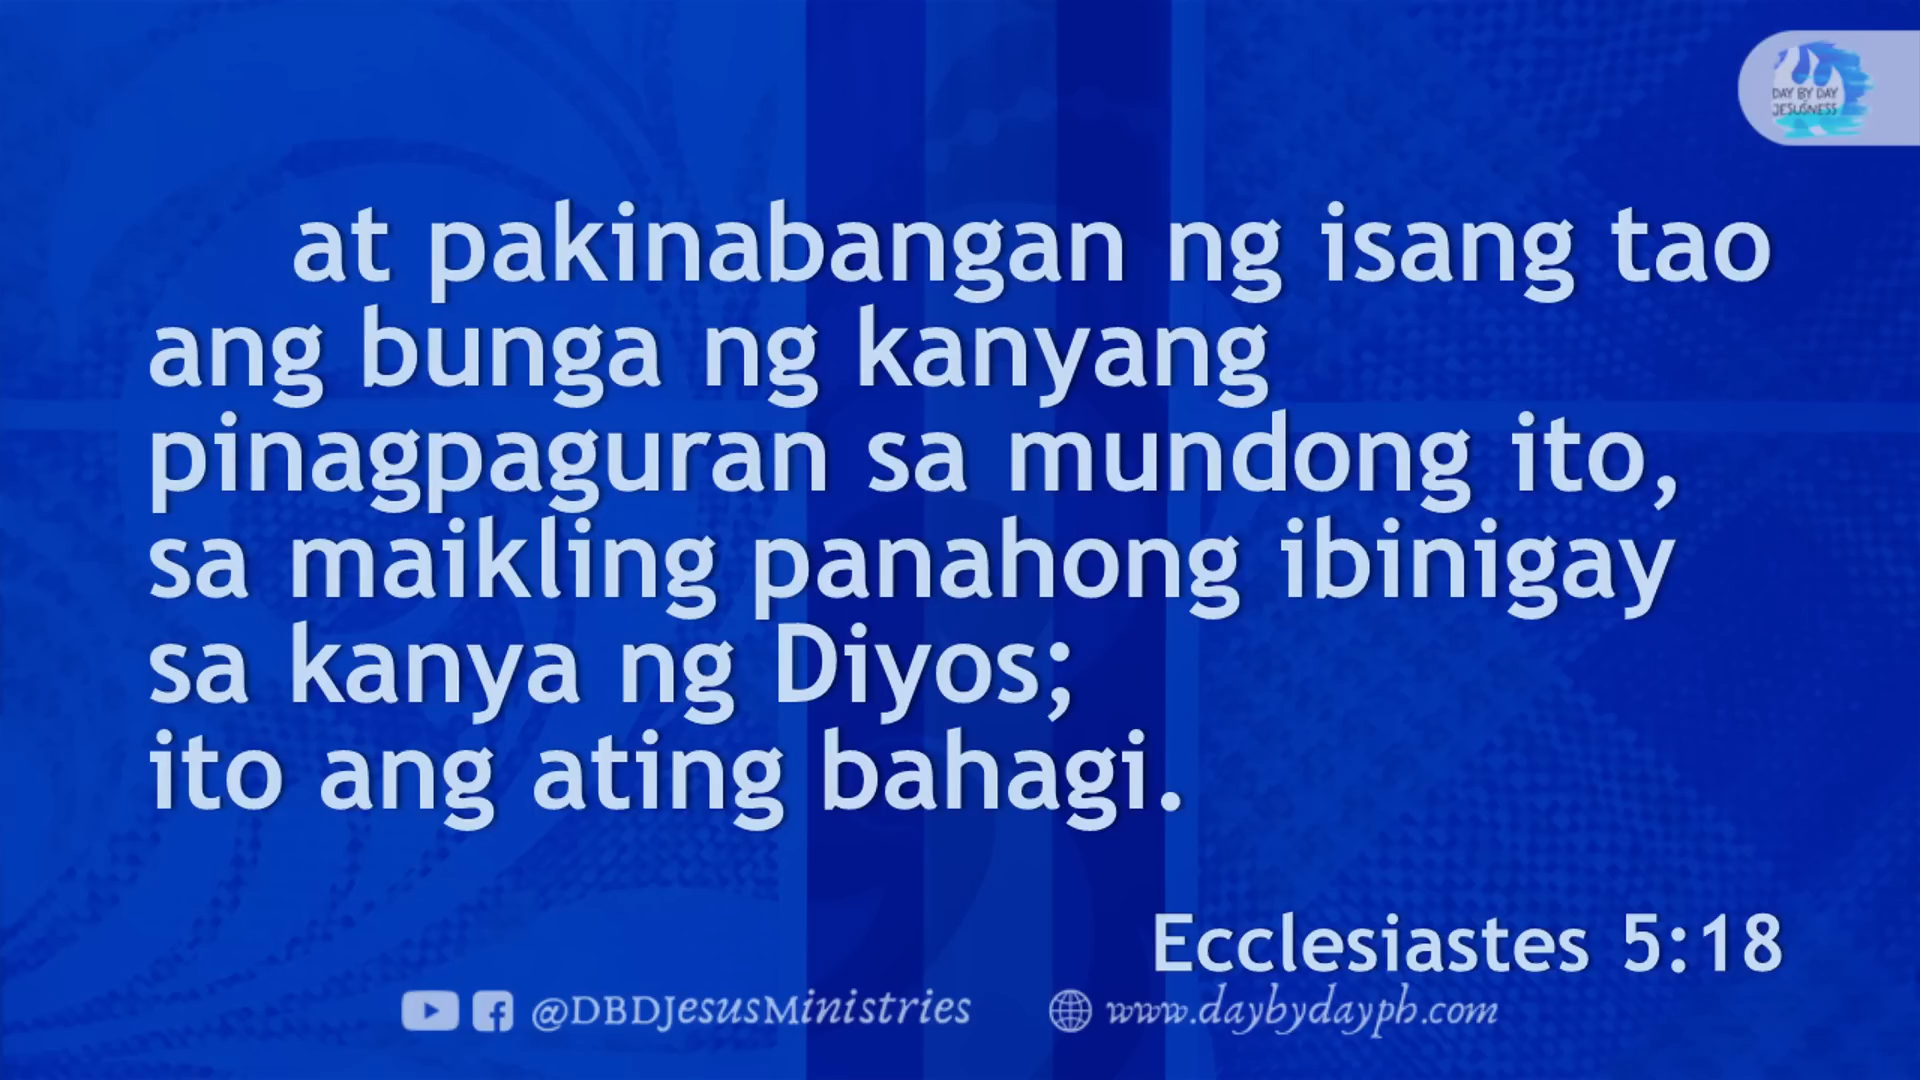 DAY BY DAY
JESUSNESS
at pakinabangan ng isang tao
ang bunga ng kanyang
pinagpaguran sa mundong ito,
sa maikling panahong ibinigay
sa kanya ng Diyos;
ito ang ating bahagi.
Ecclesiastes 5:18
@DBDJesusMinistries www.daybydayph.com